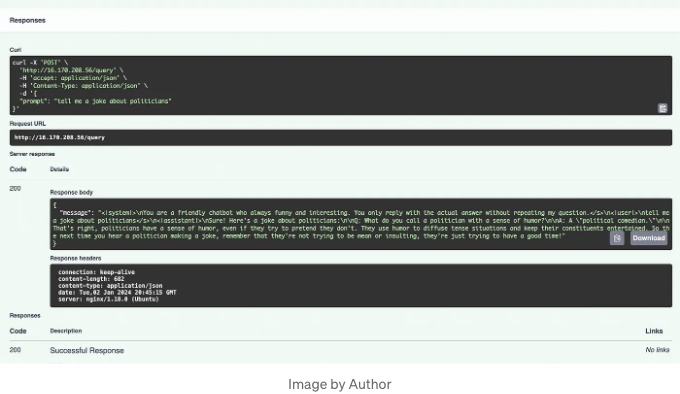 Responses
Curl
curl -X "POST" \
"http://16.170.208.56/query" \
-H 'accept: application/json' \
-H 'Content-Type: application/json' \
-d '{
"prompt": "tell me a joke about politicians"
}'
Request URL
http://16.170.208.56/query
Server response
Code Details
200
Response body
{
"message": "<|system|>\nYou are a friendly chatbot who always funny and interesting. You only reply with the actual answer without repeating my question.</s>\n<|user|>\ntell me
a joke about politicians</s>\n<|assistant|>\nSure! Here's a joke about politicians:\n\nQ: What do you call a politician with a sense of humor?\n\nA: A \"political comedian.\"\n\n
That's right, politicians have a sense of humor, even if they try to pretend they don't. They use humor to diffuse tense situations and keep their constituents entertained. So th
e next time you hear a politician making a joke, remember that they're not trying to be mean or insulting, they're just trying to have a good time!"
}
Download
Response headers
connection: keep-alive
content-length: 682
content-type: application/json
date: Tue,02 Jan 2024 20:45:15 GMT
server: nginx/1.18.0 (Ubuntu)
Responses
Code Description Links
200 Successful Response No links
Image by Author